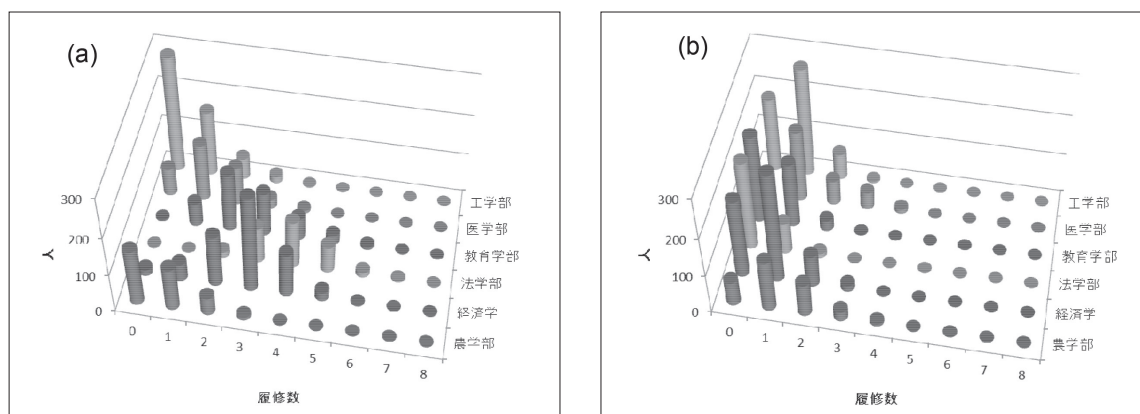 (a)
300
200
100
0
人
0 1 2 3 4 5 6 7 8
履修数
工学部
医学部
教育学部
法学部
経済学
農学部
(b)
300
200
100
0
人
0 1 2 3 4 5 6 7 8
履修数
工学部
医学部
教育学部
法学部
経済学
農学部